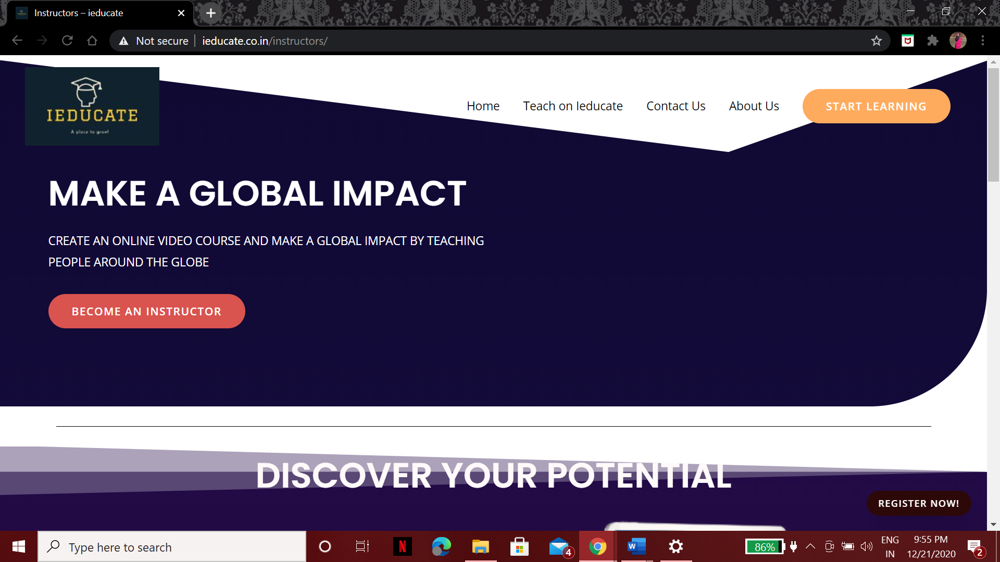 Instructors – ieducate
Not secure
ieducate.co.in/instructors/
IEDUCATE
A place to grow!
Home
Teach on Ieducate
Contact Us
About Us
START LEARNING
MAKE A GLOBAL IMPACT
CREATE AN ONLINE VIDEO COURSE AND MAKE A GLOBAL IMPACT BY TEACHING
PEOPLE AROUND THE GLOBE
BECOME AN INSTRUCTOR
DISCOVER YOUR POTENTIAL
REGISTER NOW!
Type here to search
N
4
W
86%
ENG
IN
9:55 PM
12/21/2020
2